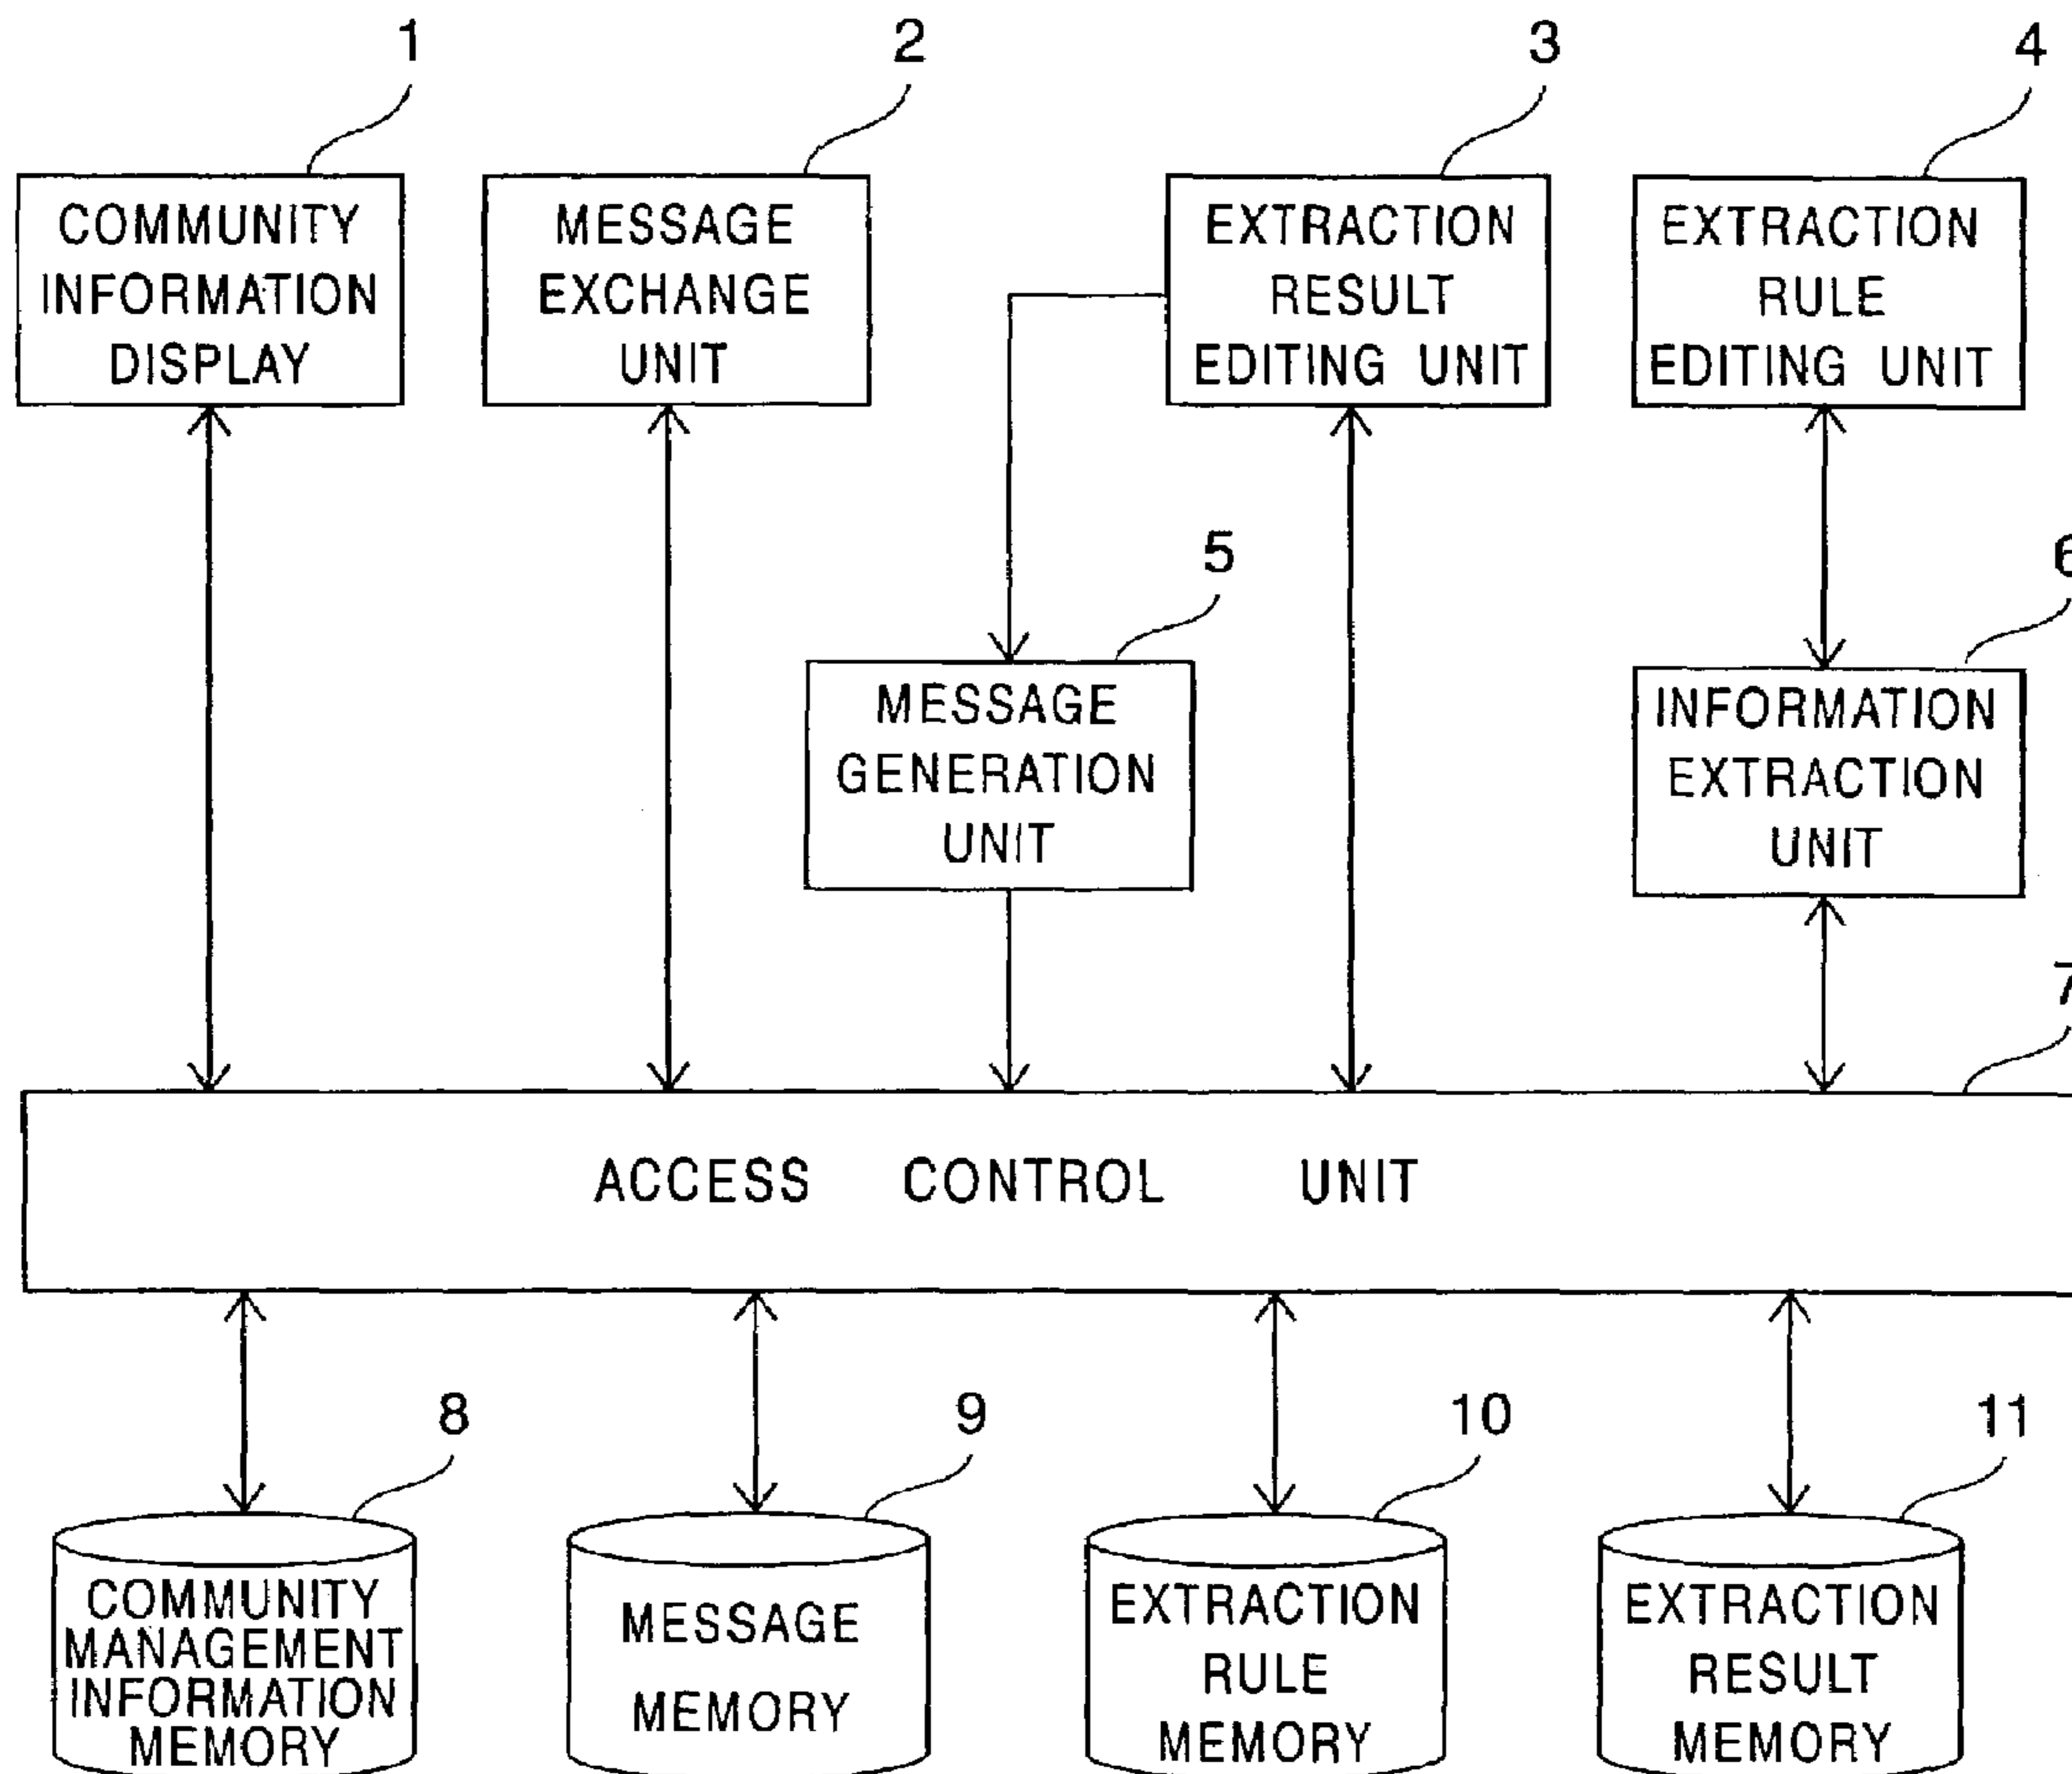 1
2
3
4
COMMUNITY
INFORMATION
DISPLAY
MESSAGE
EXCHANGE
UNIT
EXTRACTION
RESULT
EDITING UNIT
EXTRACTION
RULE
EDITING UNIT
5
6
MESSAGE
GENERATION
UNIT
INFORMATION
EXTRACTION
UNIT
7
ACCESS CONTROL UNIT
8
9
10
11
COMMUNITY
MANAGEMENT
INFORMATION
MEMORY
MESSAGE
MEMORY
EXTRACTION
RULE
MEMORY
EXTRACTION
RESULT
MEMORY